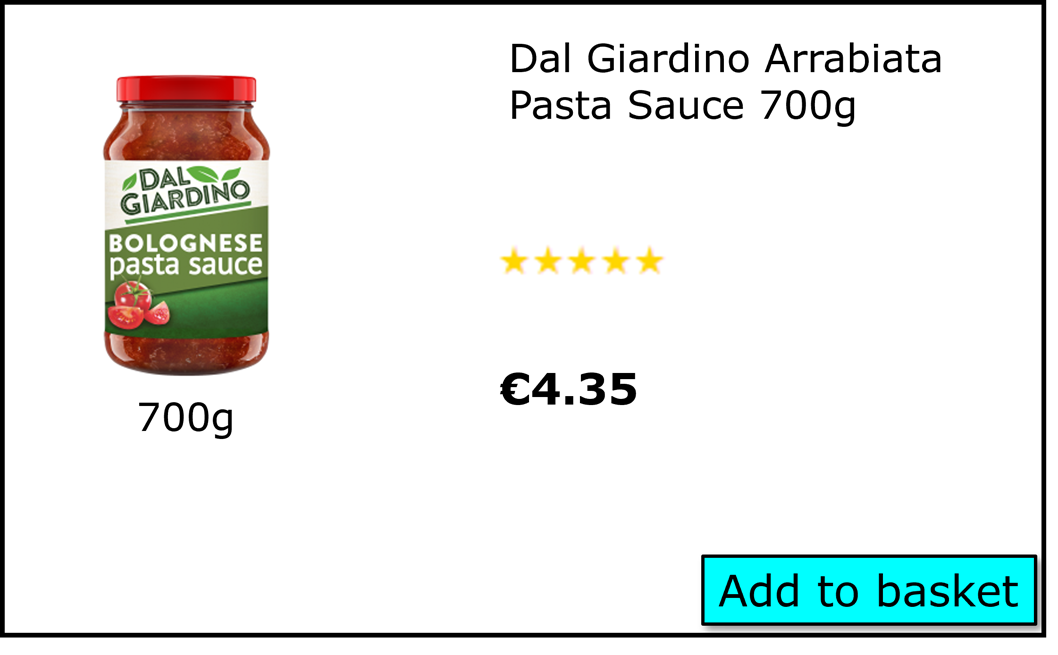 Dal Giardino Arrabiata
Pasta Sauce 700g
DAL
GIARDINO
BOLOGNESE
pasta sauce
700g
€4.35
Add to basket